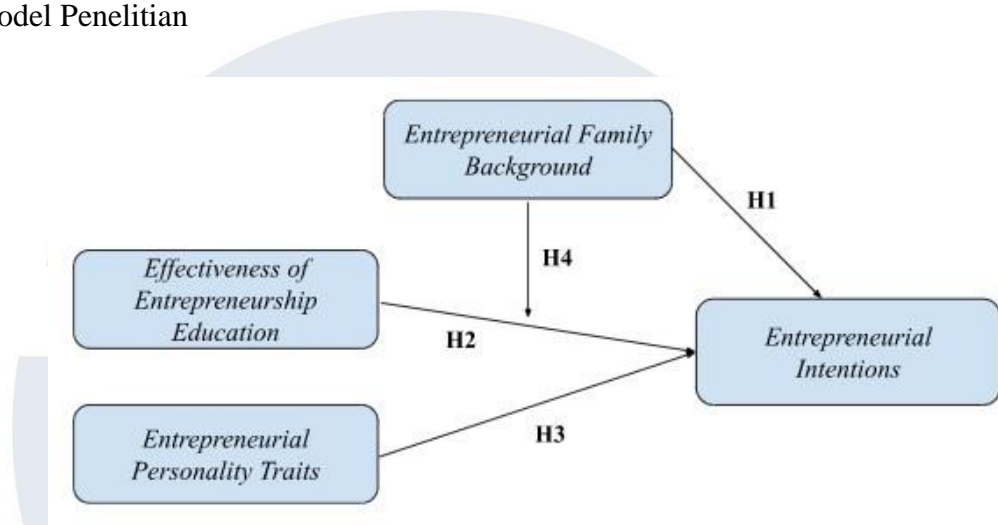 odel Penelitian
Entrepreneurial Family
Background
H1
H4
Effectiveness of
Entrepreneurship
Education
H2
Entrepreneurial
Intentions
H3
Entrepreneurial
Personality Traits